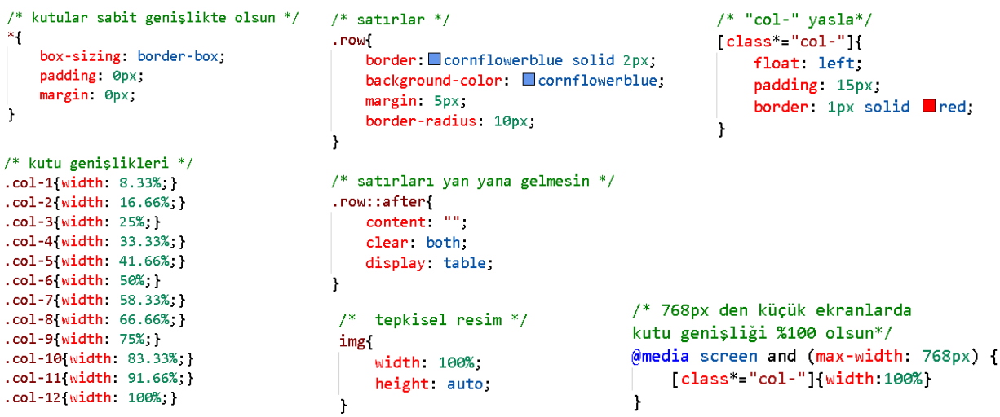 /* kutular sabit genişlikte olsun */
*{
box-sizing: border-box;
padding: 0px;
margin: 0px;
}
/* kutu genişlikleri */
.col-1{width: 8.33%;}
.col-2{width: 16.66%;}
.col-3{width: 25%;}
.col-4{width: 33.33%;}
.col-5{width: 41.66%;}
.col-6{width: 50%;}
.col-7{width: 58.33%;}
.col-8{width: 66.66%;}
.col-9{width: 75%;}
.col-10{width: 83.33%;}
.col-11{width: 91.66%;}
.col-12{width: 100%;}
/* satırlar */
.row{
border: cornflowerblue solid 2px;
background-color: cornflowerblue;
margin: 5px;
border-radius: 10px;
}
/* satırları yan yana gelmesin */
.row::after{
content: "";
clear: both;
display: table;
}
/* tepkisel resim */
img{
width: 100%;
height: auto;
}
/* "col-" yasla*/
[class*="col-"]{
float: left;
padding: 15px;
border: 1px solid red;
}
/* 768px den küçük ekranlarda
kutu genişliği %100 olsun*/
@media screen and (max-width: 768px) {
[class*="col-"]{width:100%}
}